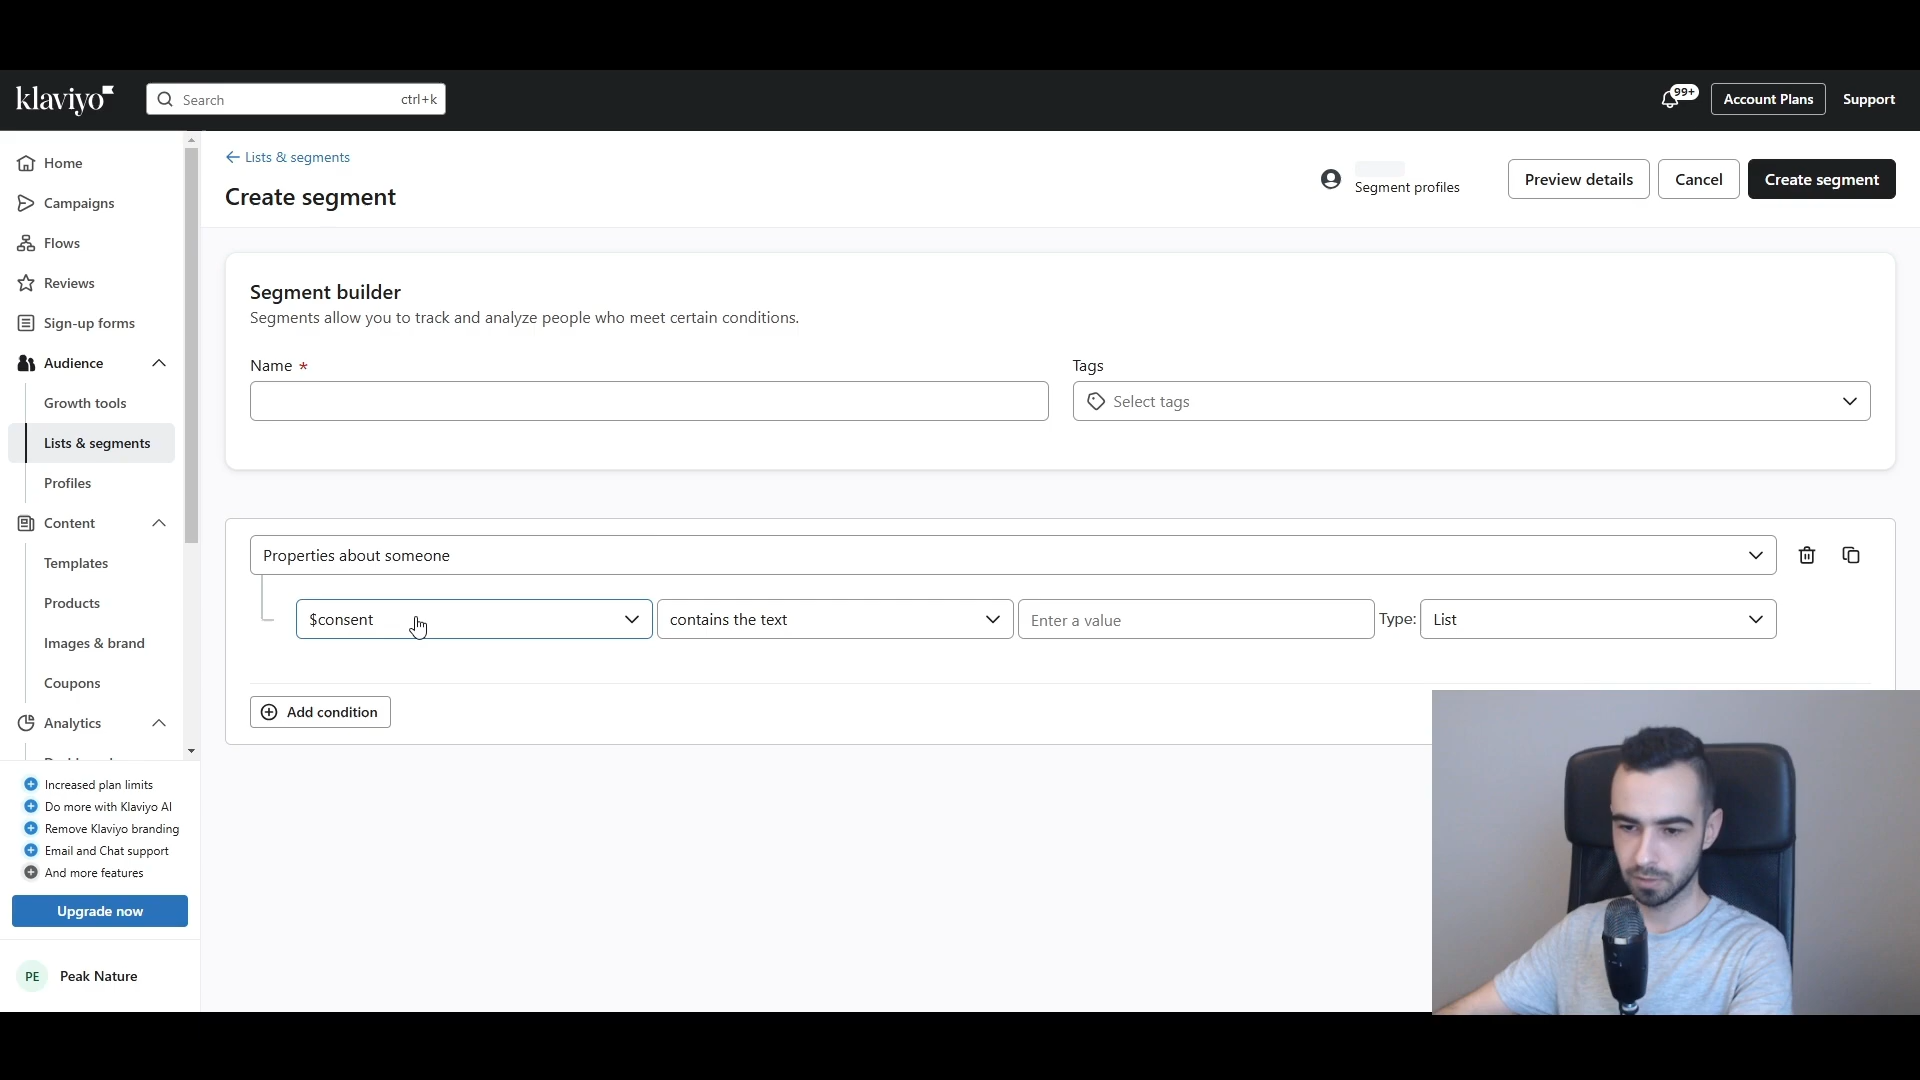 klaviyo
Search
ctrl+k
99+
Account Plans
Support
Home
Campaigns
Flows
Reviews
Sign-up forms
Audience
Growth tools
Lists & segments
Profiles
Content
Templates
Products
Images & brand
Coupons
Analytics
Increased plan limits
Do more with Klaviyo AI
Remove Klaviyo branding
Email and Chat support
And more features
Upgrade now
PE
Peak Nature
Lists & segments
Create segment
Segment profiles
Preview details
Cancel
Create segment
Segment builder
Segments allow you to track and analyze people who meet certain conditions.
Name *
Tags
Select tags
Properties about someone
$consent
contains the text
Enter a value
Type:
List
Add condition